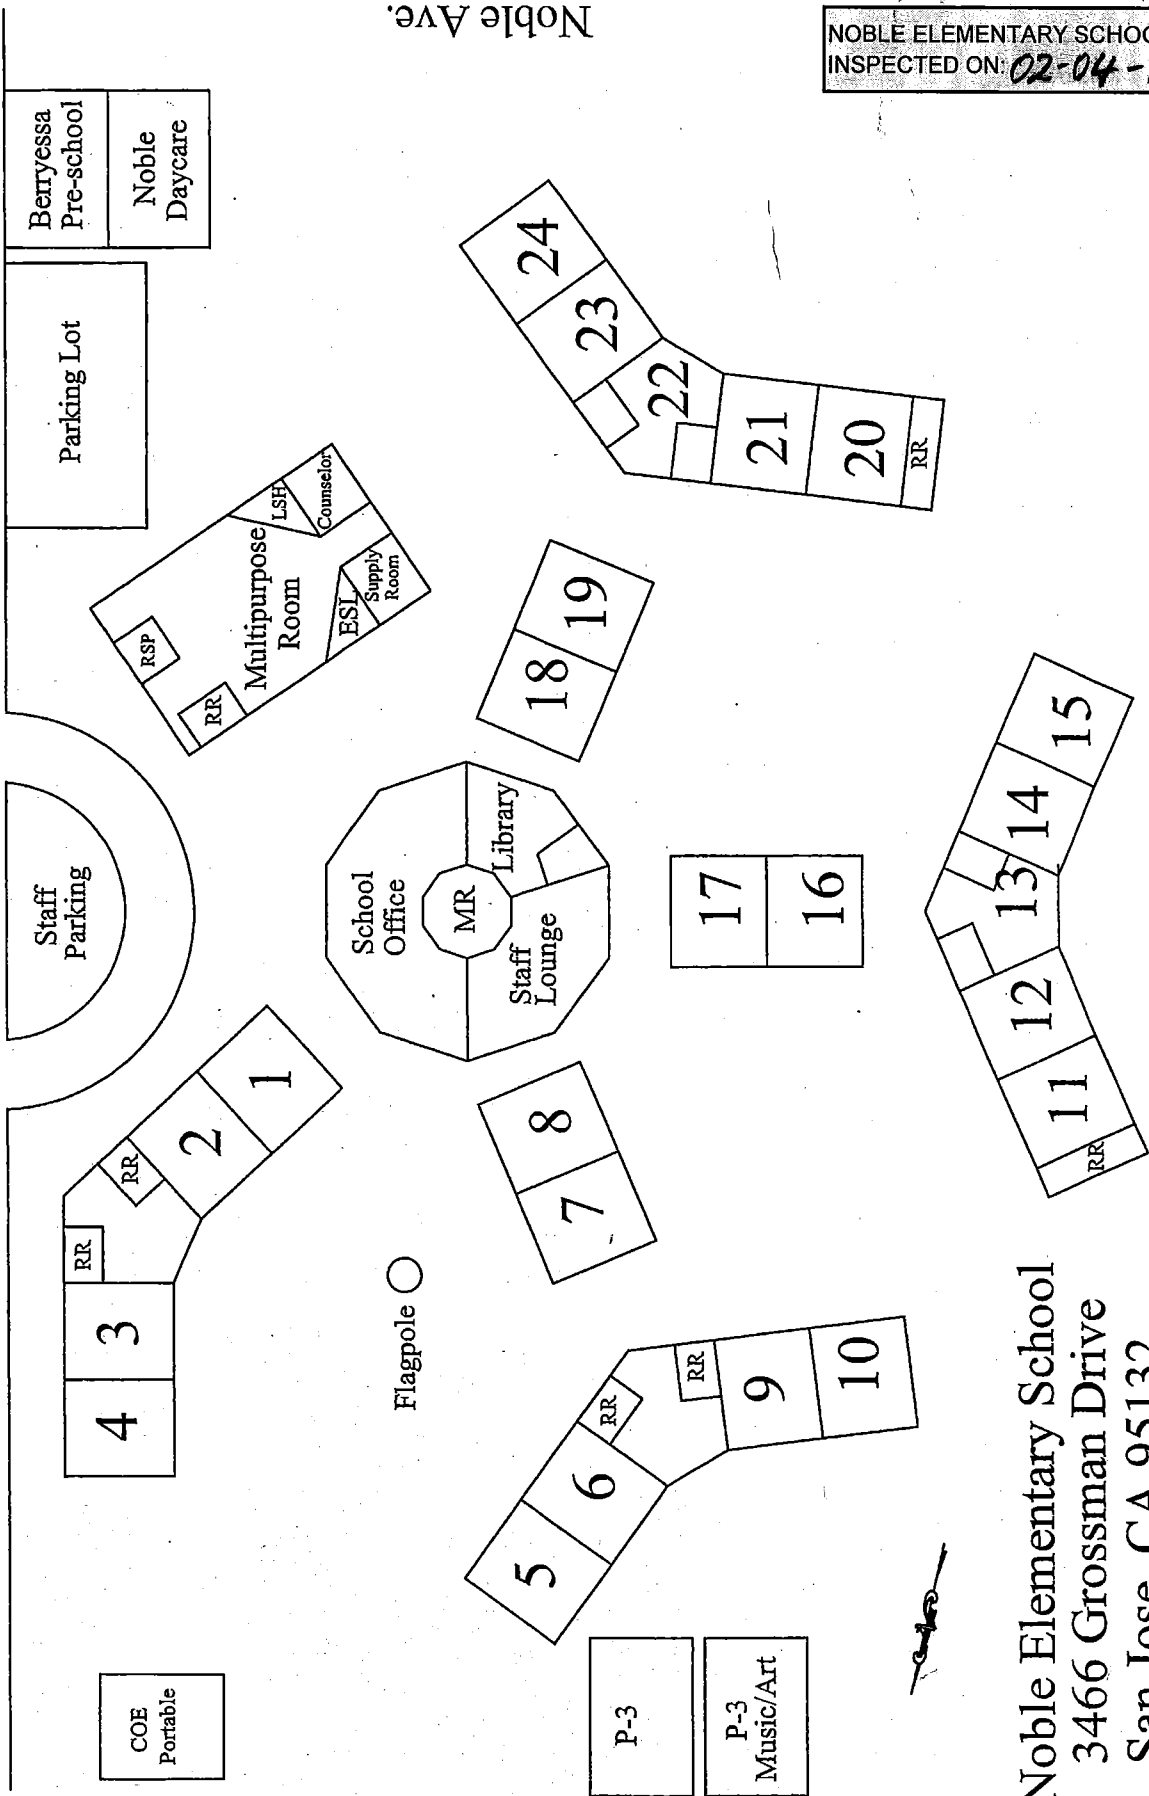 Noble Ave.
NOBLE ELEMENTARY SCHOO
INSPECTED ON: 02-04-
Berryessa
Pre-school
Noble
Daycare
Parking Lot
Staff
Parking
RSP
RR
Multipurpose
Room
LSH
Counselor
ESL
Supply
Room
24
23
22
21
20
RR
18
19
School
Office
MR
Library
Staff
Lounge
17
16
15
14
13
12
11
RR
1
2
RR
RR
3
4
8
7
Flagpole
5
6
RR
RR
9
10
COE
Portable
P-3
P-3
Music/Art
Noble Elementary School
3466 Grossman Drive
San Jose, CA 95132